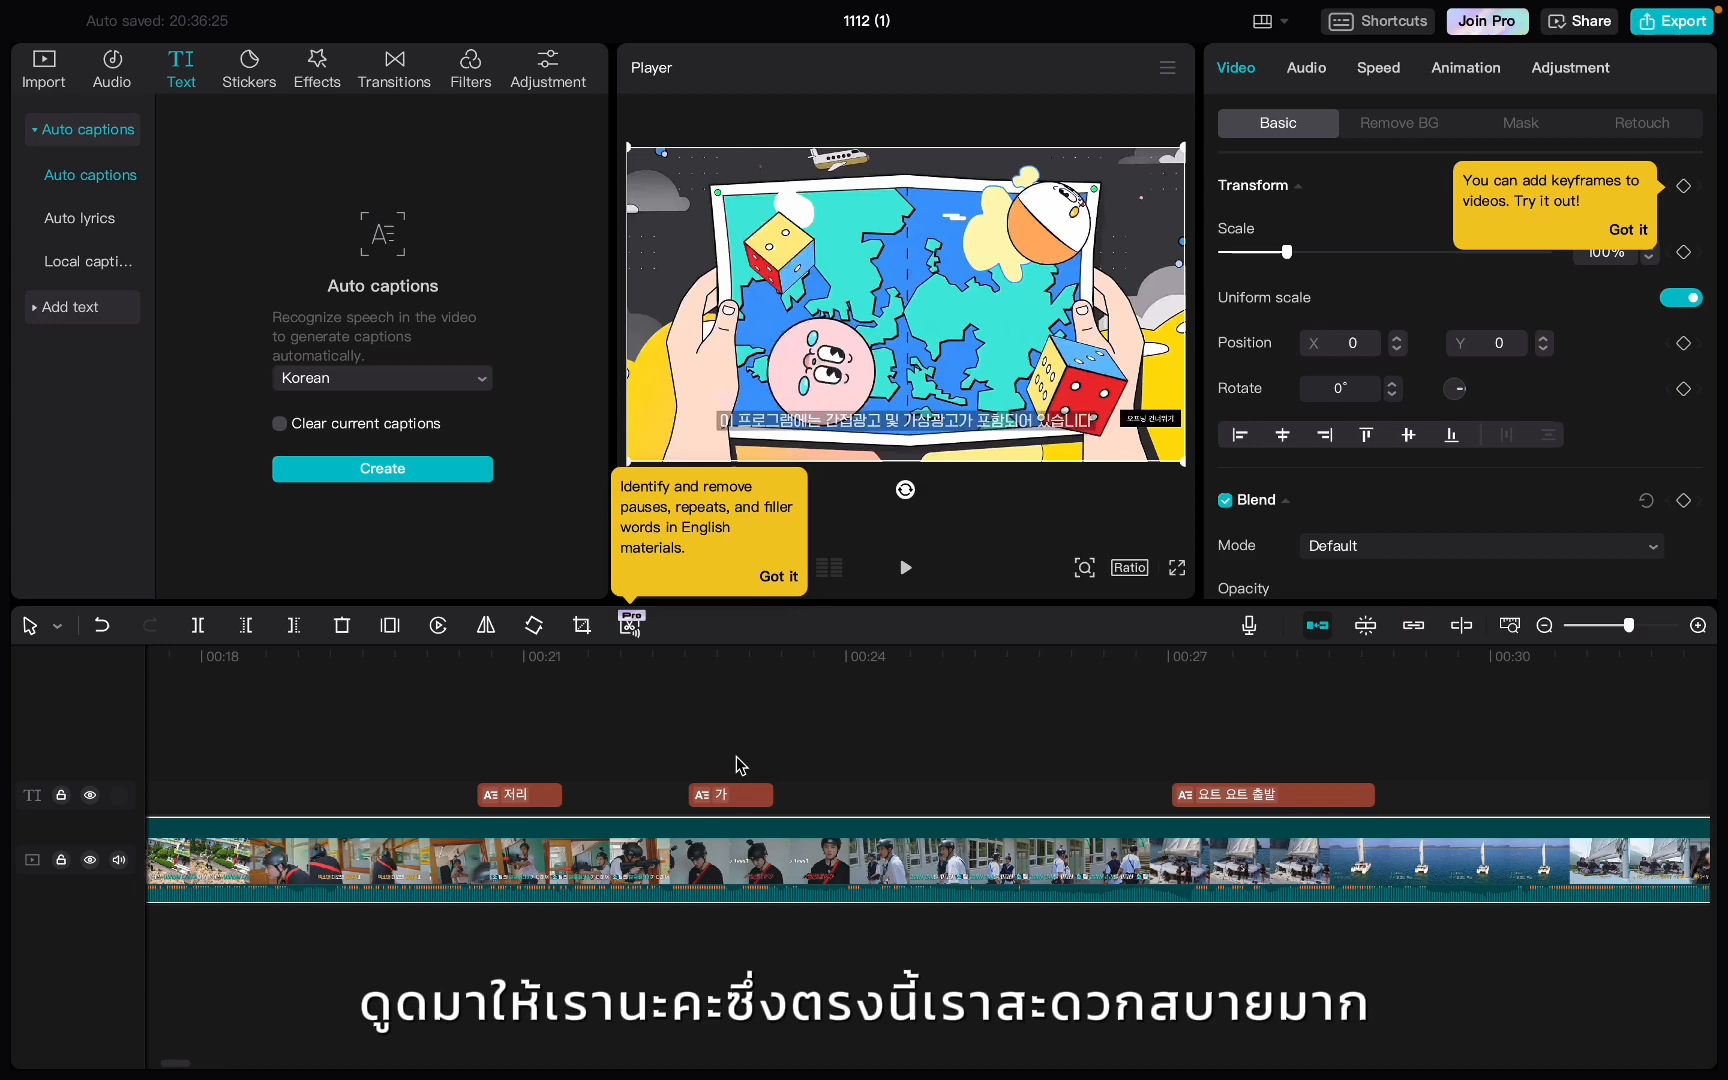 Auto saved: 20:36:25
1112 (1)
Shortcuts
Join Pro
Share
Export
Import
Audio
TI
Text
Stickers
Effects
Transitions
Filters
Adjustment
Player
Video
Audio
Speed
Animation
Adjustment
Auto captions
Auto captions
Auto lyrics
Local capti...
Add text
Auto captions
Recognize speech in the video
to generate captions
automatically.
Korean
Clear current captions
Create
이 프로그램에는 간접광고 및 가상광고가 포함되어 있습니다
오프닝 건너뛰기
Identify and remove
pauses, repeats, and filler
words in English
materials.
Got it
Ratio
Basic
Remove BG
Mask
Retouch
Transform
You can add keyframes to
videos. Try it out!
Got it
Scale
100%
Uniform scale
Position
X 0
Y 0
Rotate
0°
Blend
Mode
Default
Opacity
Pro
00:18
00:21
00:24
00:27
00:30
TI
저리
가
요트 요트 출발
ดูดมาให้เรานะคะซึ่งตรงนี้เราสะดวกสบายมาก